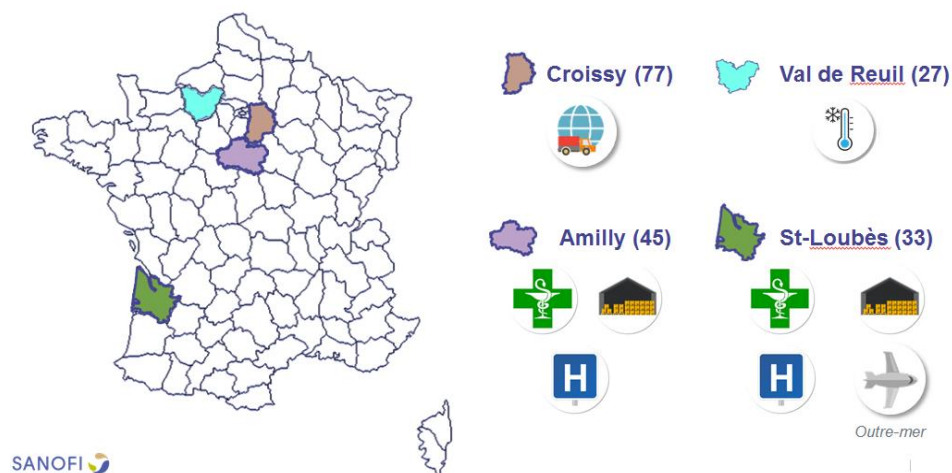 Croissy (77)
Val de Reuil (27)
Amilly (45)
St-Loubès (33)
H
H
Outre-mer
SANOFI